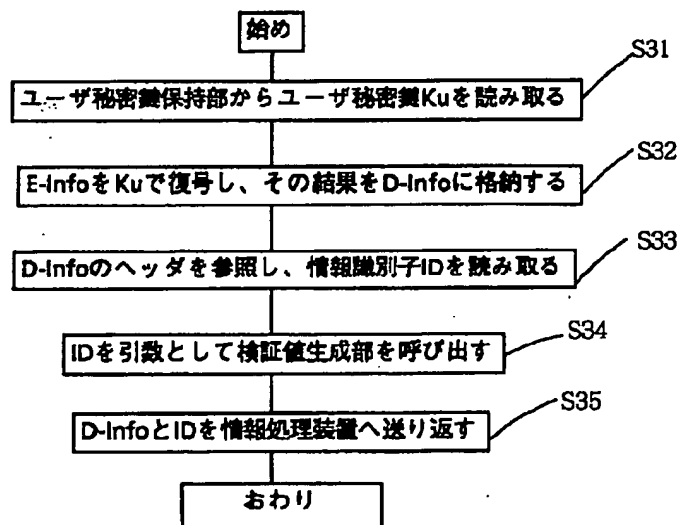 始め
S31
ユーザ秘密鍵保持部からユーザ秘密鍵Kuを読み取る
S32
E-InfoをKuで復号し、その結果をD-Infoに格納する
S33
D-Infoのヘッダを参照し、情報識別子IDを読み取る
S34
IDを引数として検証値生成部を呼び出す
S35
D-InfoとIDを情報処理装置へ送り返す
おわり